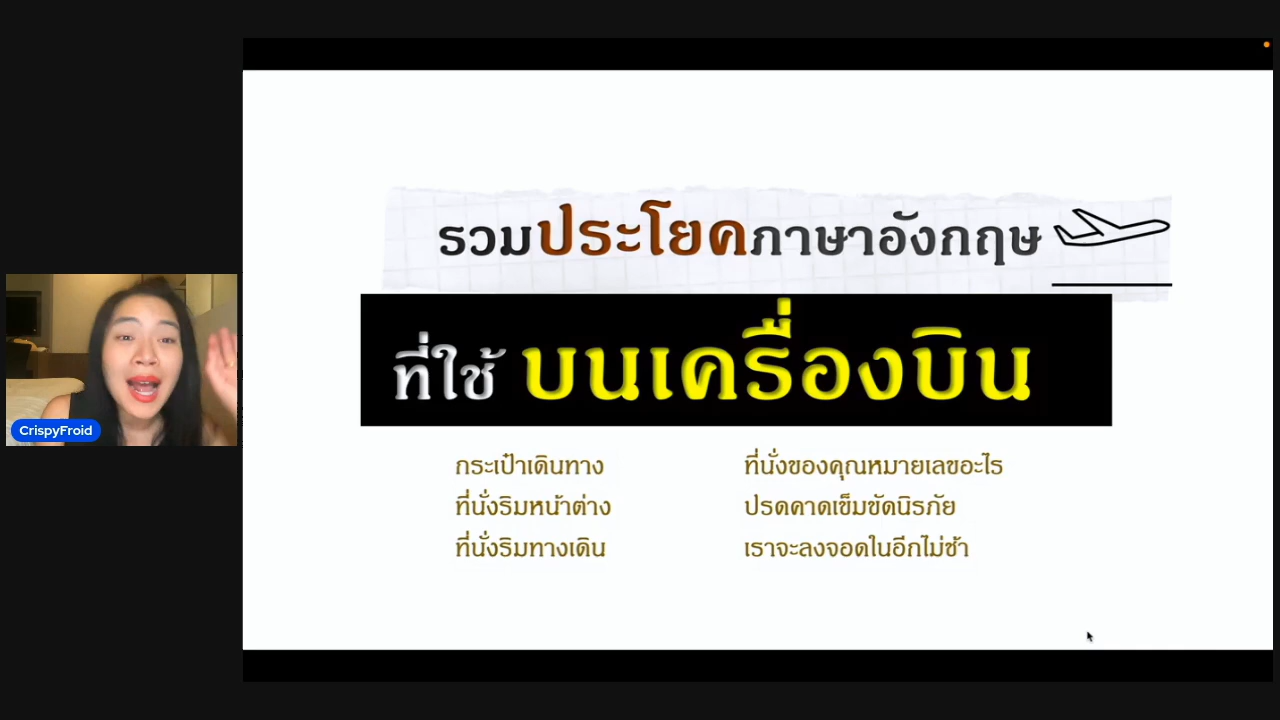 รวมประโยคภาษาอังกฤษ
ที่ใช้ บนเครื่องบิน
กระเป๋าเดินทาง
ที่นั่งริมหน้าต่าง
ที่นั่งริมทางเดิน
ที่นั่งของคุณหมายเลขอะไร
ปรดคาดเข็มขัดนิรภัย
เราจะลงจอดในอีกไม่ช้า
CrispyFroid